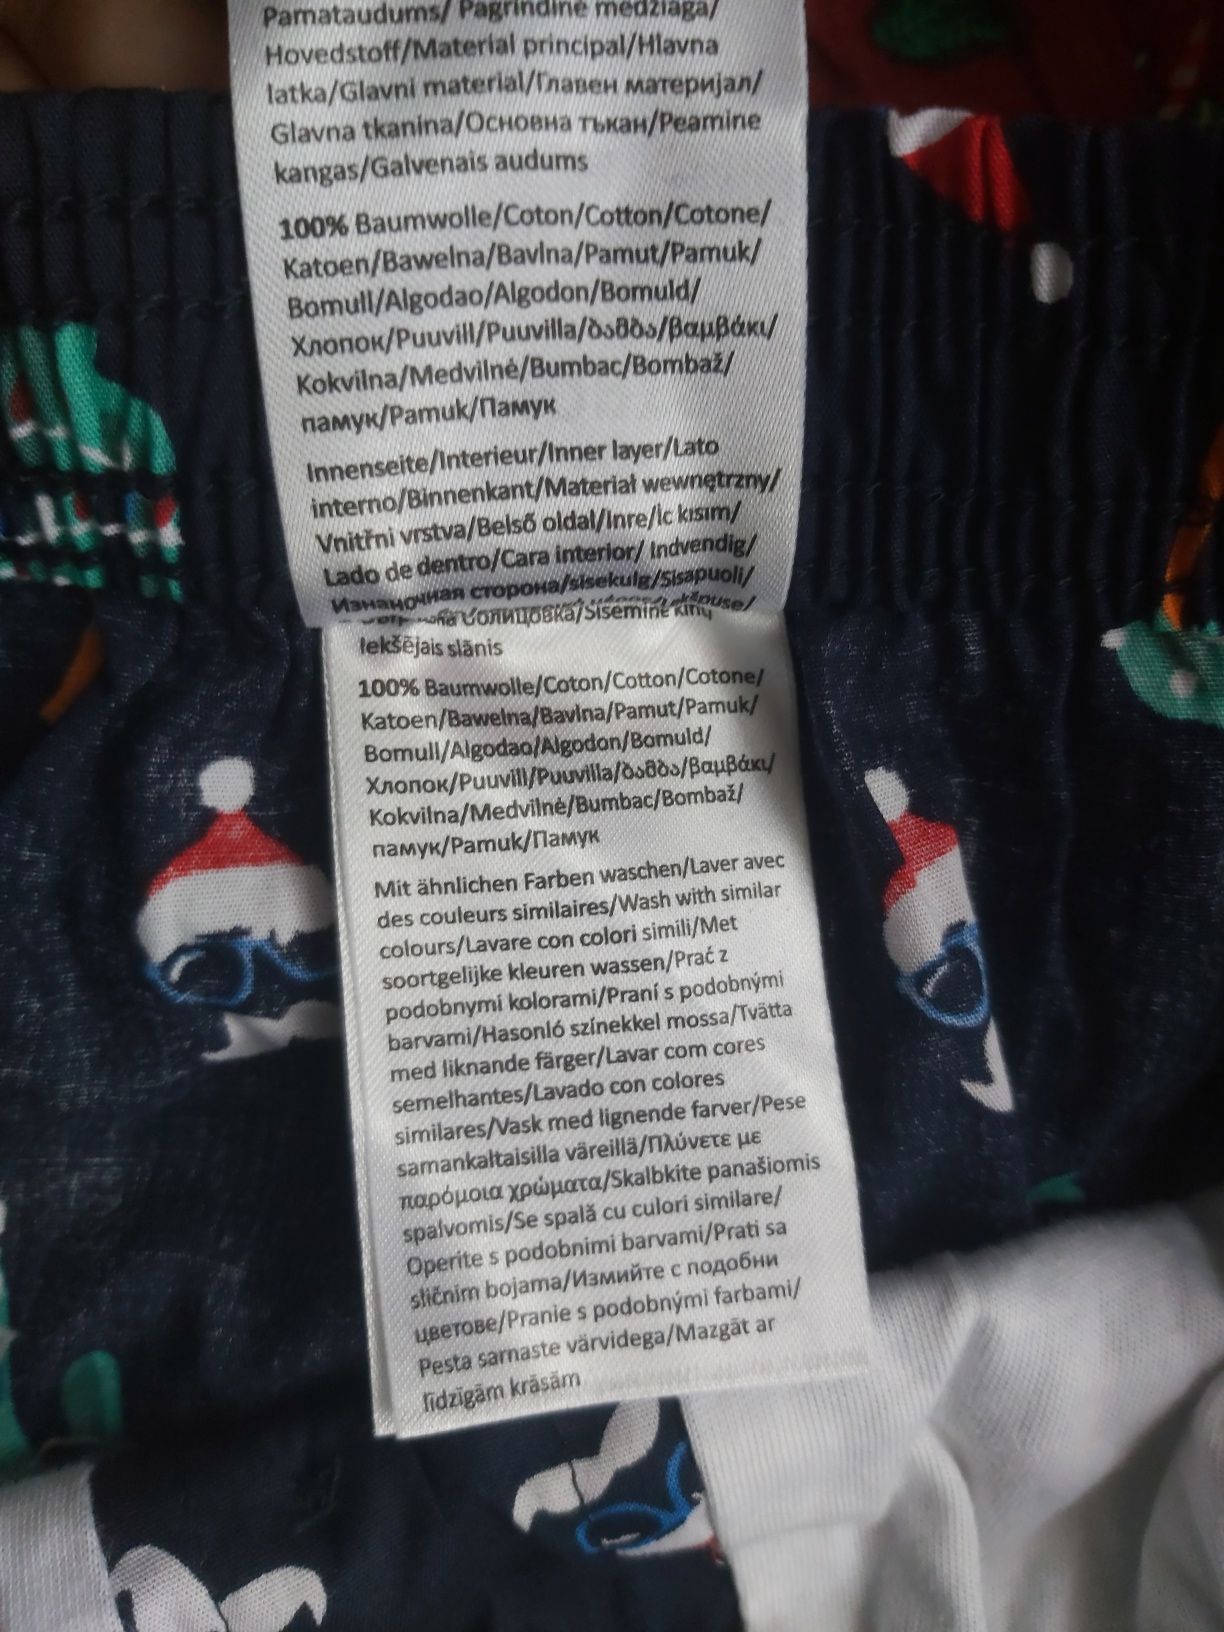 Pamataudums/ Pagrindinė medžiaga/
Hovedstoff/Material principal/Hlavna
latka/Glavni material/Главен материјал/
Glavna tkanina/Основна тъкан/Peamine
kangas/Galvenais audums
100% Baumwolle/Coton/Cotton/Cotone/
Katoen/Bawelna/Bavlna/Pamut/Pamuk/
Bomull/Algodao/Algodon/Bomuld/
Хлопок/Puuvill/Puuvilla/ბამბა/βαμβάκι/
Kokvilna/Medvilnė/Bumbac/Bombaž/
памук/Pamuk/Памук
Innenseite/Interieur/Inner layer/Lato
interno/Binnenkant/Materiał wewnętrzny/
Vnitřni vrstva/Belső oldal/Inre/Ic kısım/
Lado de dentro/Cara interior/ Indvendig/
Изнаночная сторона/sisekulg/Sisapuoli/
Sisemine kihy
Iekšējais slānis
100% Baumwolle/Coton/Cotton/Cotone/
Katoen/Bawelna/Bavlna/Pamut/Pamuk/
Bomull/Algodao/Algodon/Bomuld/
Хлопок/Puuvill/Puuvilla/ბამბა/βαμβάκι/
Kokvilna/Medvilnė/Bumbac/Bombaž/
памук/Pamuk/Памук
Mit ähnlichen Farben waschen/Laver avec
des couleurs similaires/Wash with similar
colours/Lavare con colori simili/Met
soortgelijke kleuren wassen/Prać z
podobnymi kolorami/Praní s podobnými
barvami/Hasonló színekkel mossa/Tvätta
med liknande färger/Lavar com cores
semelhantes/Lavado con colores
similares/Vask med lignende farver/Pese
samankaltaisilla väreillä/Πλύνετε με
παρόμοια χρώματα/Skalbkite panašiomis
spalvomis/Se spală cu culori similare/
Operite s podobnimi barvami/Prati sa
sličnim bojama/Измийте с подобни
цветове/Pranie s podobnými farbami/
Pesta sarnaste värvidega/Mazgāt ar
līdzīgām krāsām